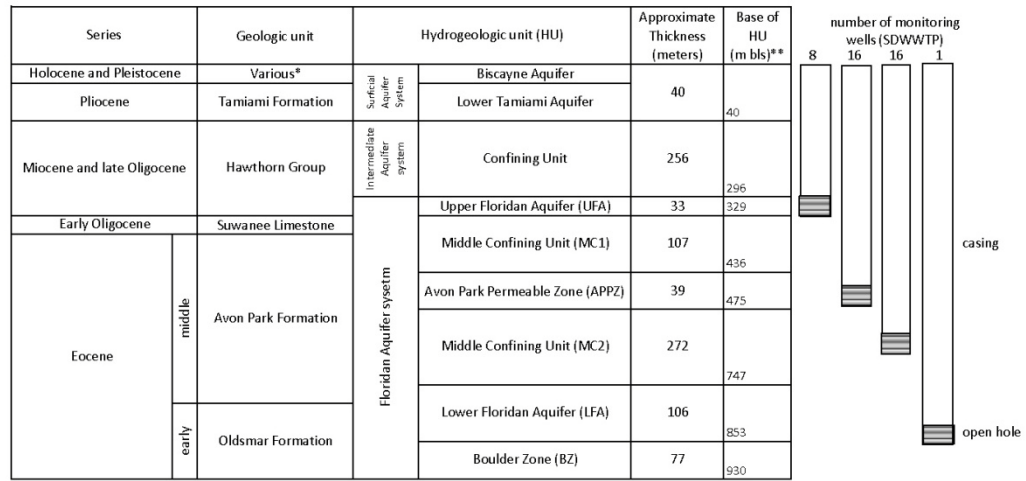 Series
Geologic unit
Hydrogeologic unit (HU)
Approximate
Thickness
(meters)
Base of
HU
(m bls)**
number of monitoring
wells (SDWWTP)
8 16 16 1
Holocene and Pleistocene
Various*
Surficial
Aquifer
System
Biscayne Aquifer
40
Pliocene
Tamiami Formation
Lower Tamiami Aquifer
40
Miocene and late Oligocene
Hawthorn Group
Intermediate
Aquifer
system
Confining Unit
256
296
Floridan Aquifer sysetm
Upper Floridan Aquifer (UFA)
33
329
Early Oligocene
Suwanee Limestone
Middle Confining Unit (MC1)
107
436
casing
Eocene
middle
Avon Park Formation
Avon Park Permeable Zone (APPZ)
39
475
Middle Confining Unit (MC2)
272
747
early
Oldsmar Formation
Lower Floridan Aquifer (LFA)
106
853
open hole
Boulder Zone (BZ)
77
930